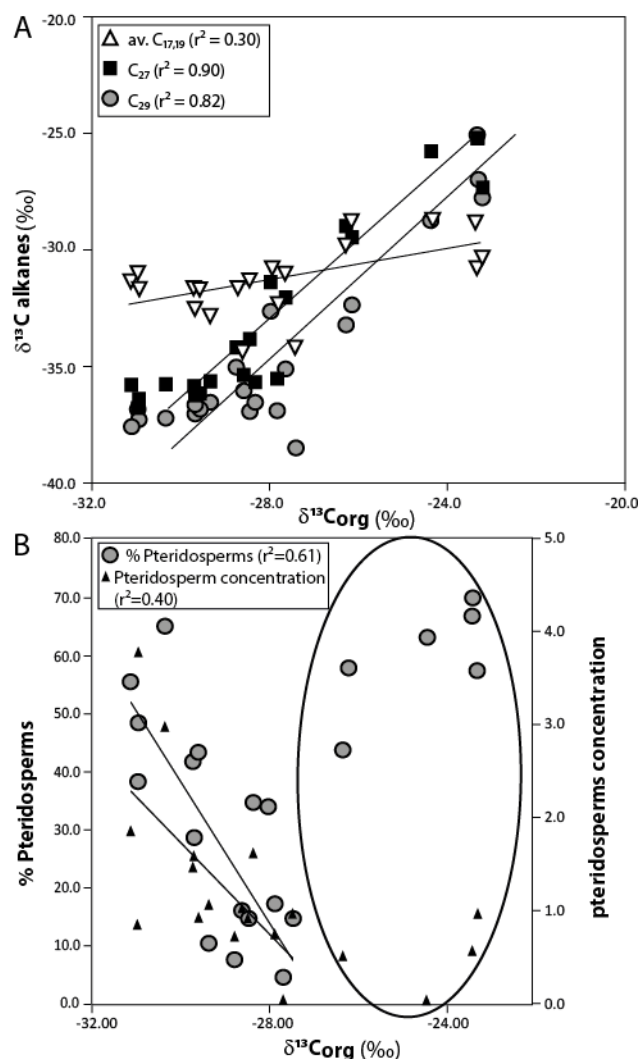 A
av. C17,19 (r² = 0.30)
C27 (r² = 0.90)
C29 (r² = 0.82)
-20.0
-25.0
-30.0
-35.0
-40.0
δ¹³C alkanes (‰)
-32.0
-28.0
-24.0
-20.0
δ¹³Corg (‰)
B
% Pteridosperms (r²=0.61)
Pteridosperm concentration
(r²=0.40)
80.0
70.0
60.0
50.0
40.0
30.0
20.0
10.0
0.0
% Pteridosperms
5.0
4.0
3.0
2.0
1.0
0.0
pteridosperms concentration
-32.00
-28.00
-24.00
δ¹³Corg (‰)